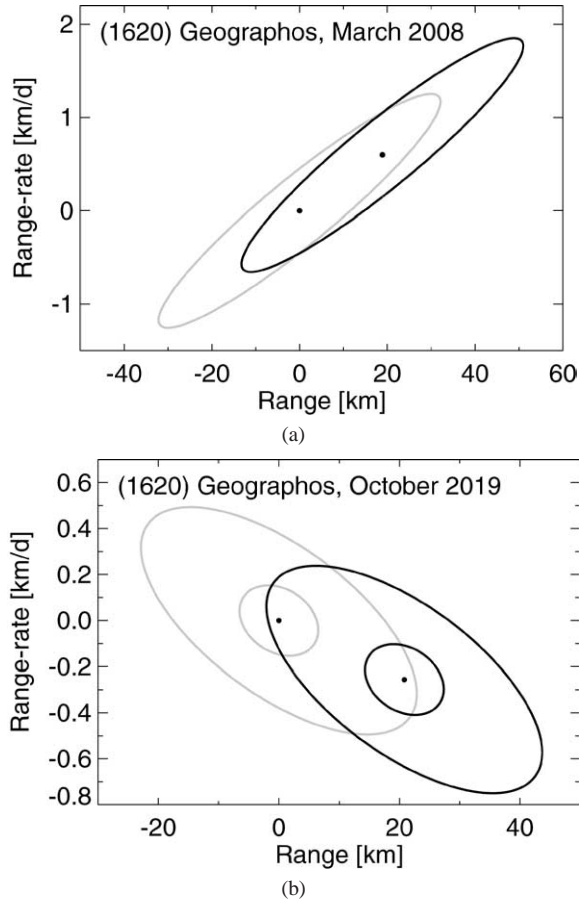 (1620) Geographos, March 2008
2
1
0
-1
Range-rate [km/d]
-40 -20 0 20 40 60
Range [km]
(a)
(1620) Geographos, October 2019
0.6
0.4
0.2
0.0
-0.2
-0.4
-0.6
-0.8
Range-rate [km/d]
-20 0 20 40
Range [km]
(b)